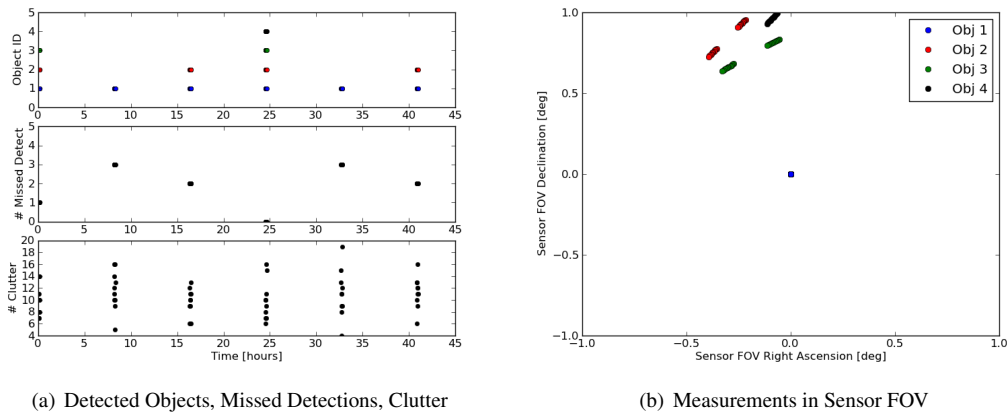 5
4
3
2
1
0
Object ID
0 5 10 15 20 25 30 35 40 45
5
4
3
2
1
0
# Missed Detect
0 5 10 15 20 25 30 35 40 45
20
18
16
14
12
10
8
6
4
# Clutter
0 5 10 15 20 25 30 35 40 45
Time [hours]
(a) Detected Objects, Missed Detections, Clutter
1.0
0.5
0.0
−0.5
−1.0
Sensor FOV Declination [deg]
Obj 1
Obj 2
Obj 3
Obj 4
−1.0 −0.5 −0.0 0.5 1.0
Sensor FOV Right Ascension [deg]
(b) Measurements in Sensor FOV